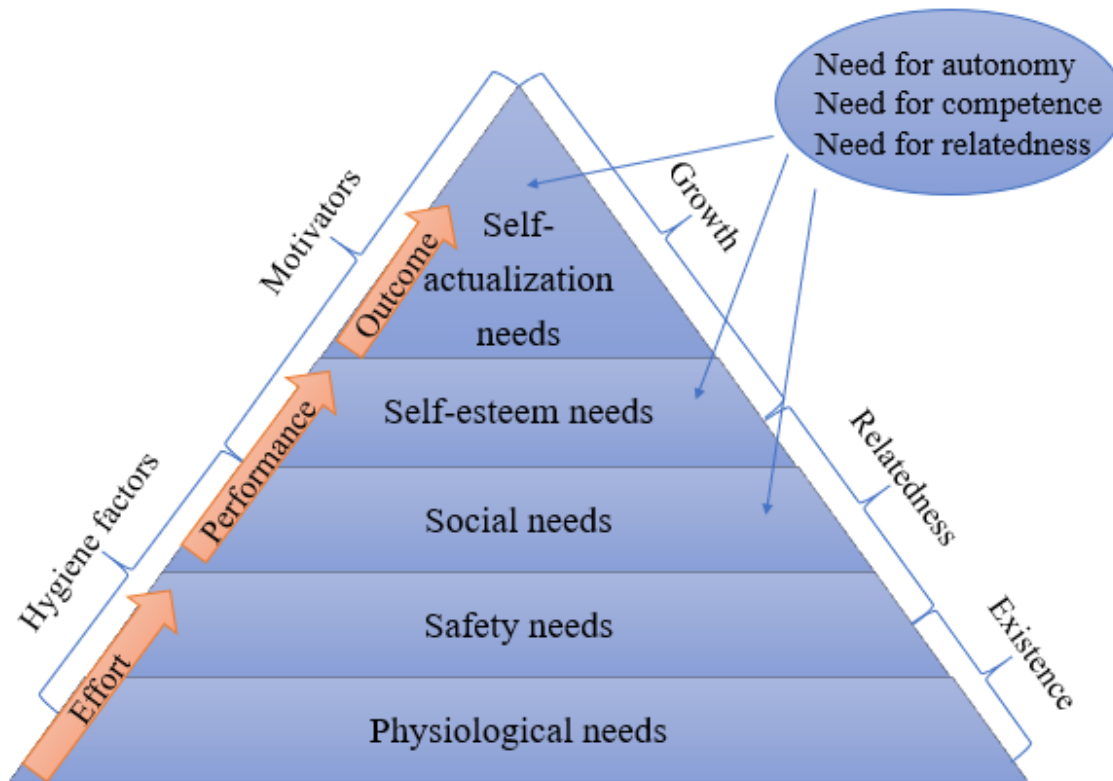 Need for autonomy
Need for competence
Need for relatedness
Motivators
Growth
Outcome
Self-
actualization
needs
Self-esteem needs
Performance
Relatedness
Hygiene factors
Social needs
Safety needs
Existence
Effort
Physiological needs